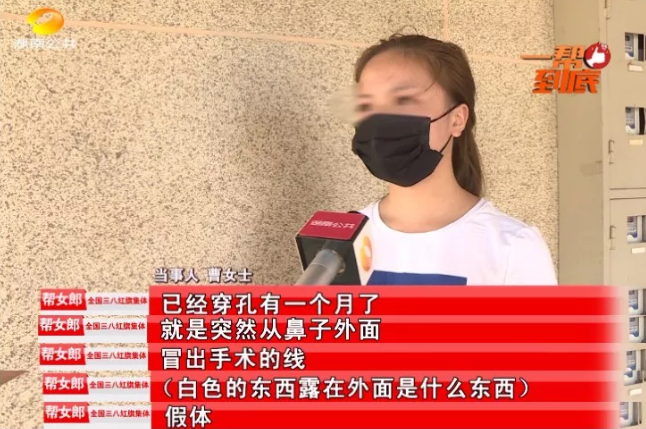 湖南公共
一帮到底
湖南公共
当事人 曹女士
帮女郎 全国三八红旗集体 已经穿孔有一个月了
帮女郎 全国三八红旗集体 就是突然从鼻子外面
帮女郎 全国三八红旗集体 冒出手术的线
帮女郎 全国三八红旗集体 （白色的东西露在外面是什么东西）
帮女郎 全国三八红旗集体 假体